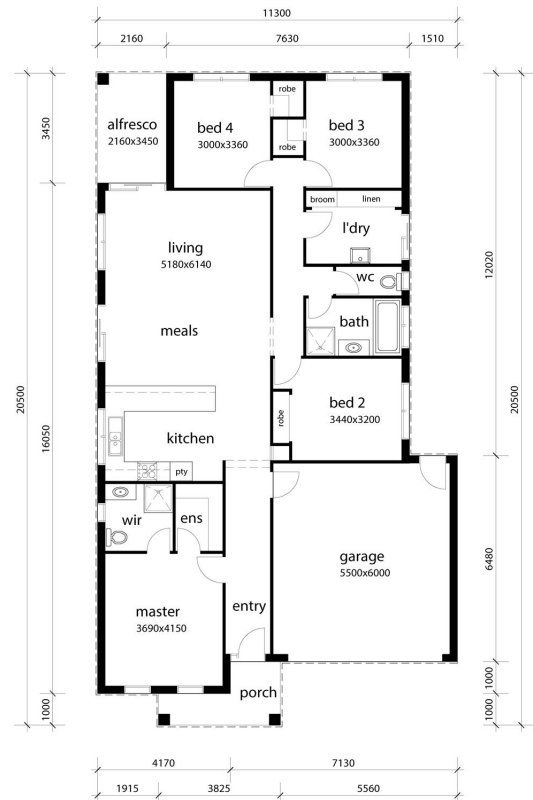 11300
2160
7630
1510
3450
16050
20500
12020
20500
6480
1000
1000
1000
alfresco
2160x3450
bed 4
3000x3360
robe
robe
bed 3
3000x3360
broom
linen
l'dry
living
5180x6140
wc
meals
bath
bed 2
3440x3200
robe
kitchen
pty
wir
ens
garage
5500x6000
master
3690x4150
entry
porch
4170
7130
1915
3825
5560